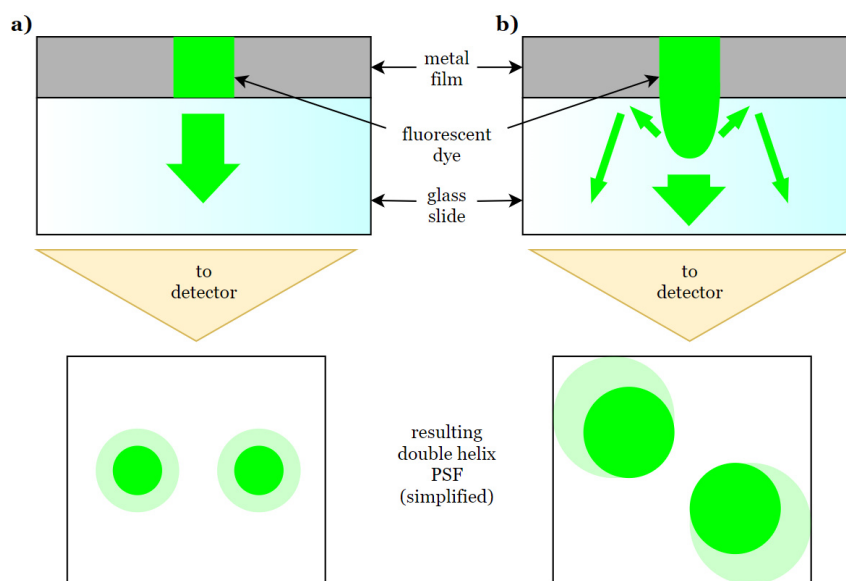 a)
b)
metal
film
fluorescent
dye
glass
slide
to
detector
to
detector
resulting
double helix
PSF
(simplified)